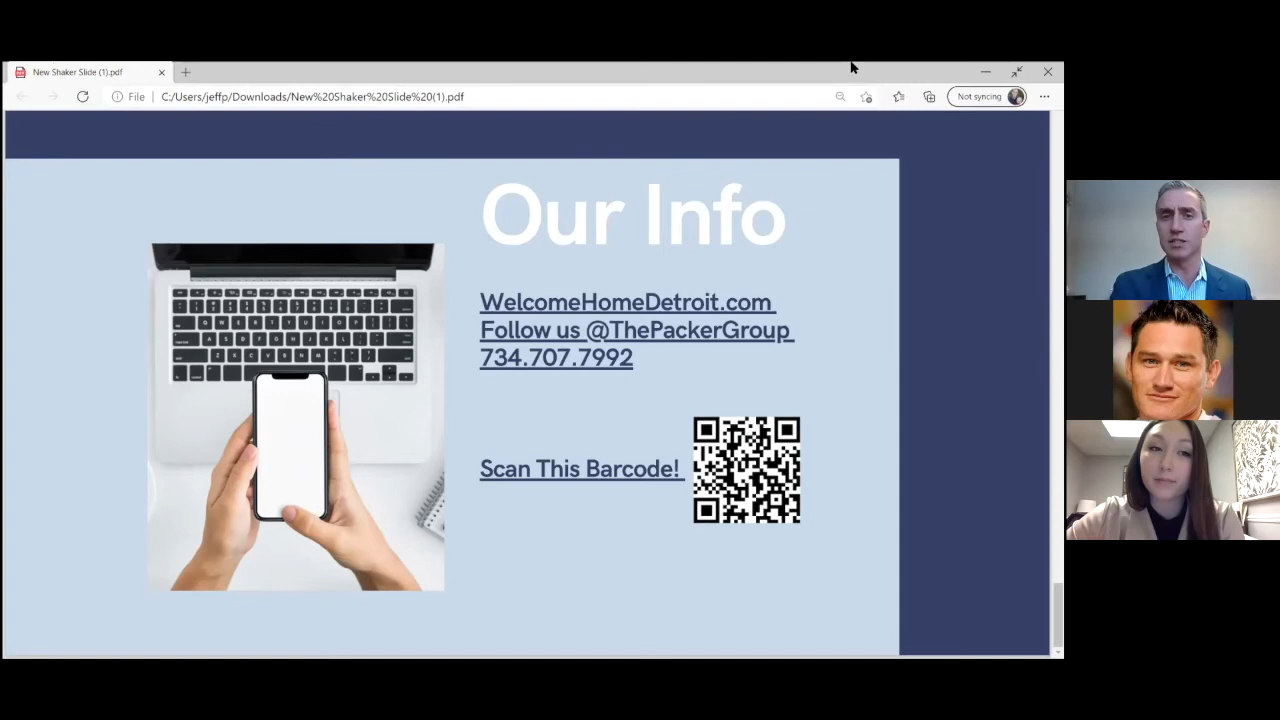 New Shaker Slide (1).pdf
File
C:/Users/jeffp/Downloads/New%20Shaker%20Slide%20(1).pdf
Not syncing
Our Info
WelcomeHomeDetroit.com
Follow us @ThePackerGroup
734.707.7992
Scan This Barcode!